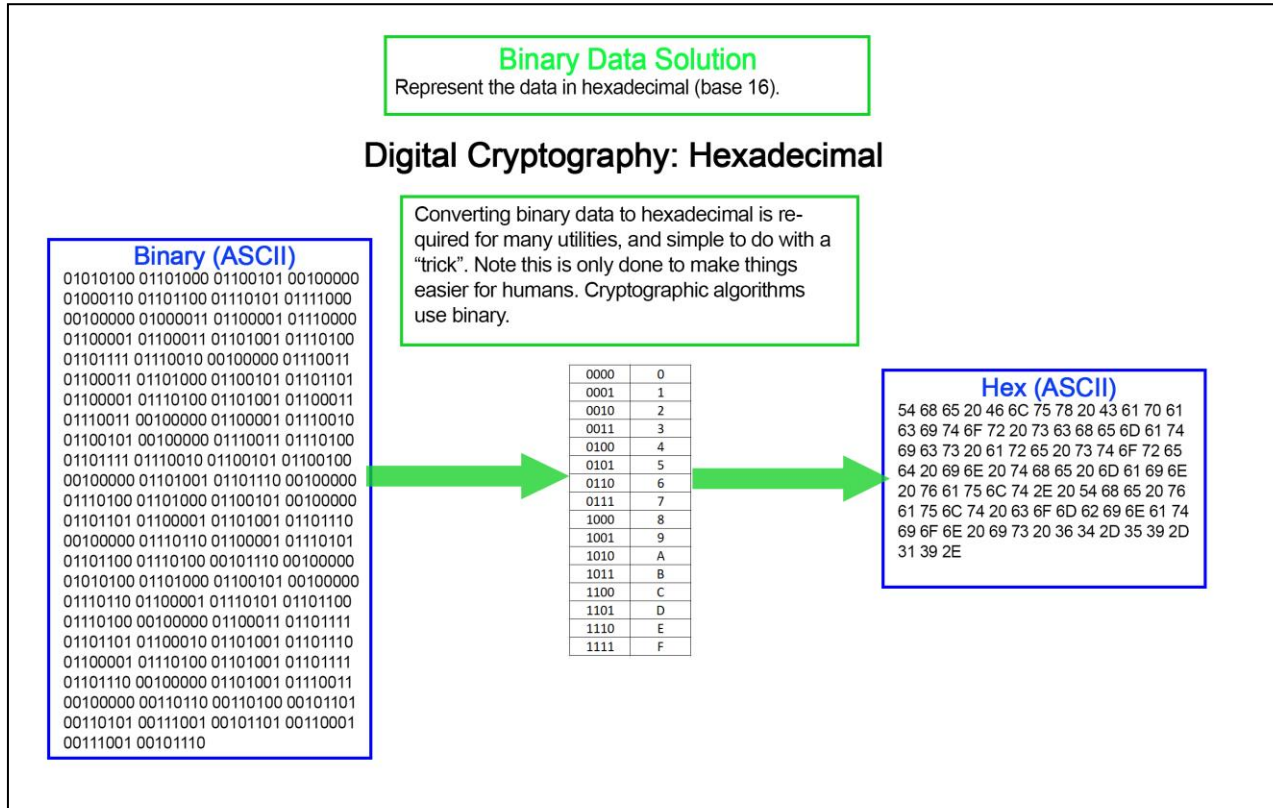 Binary Data Solution
Represent the data in hexadecimal (base 16).
Digital Cryptography: Hexadecimal
Converting binary data to hexadecimal is re-
quired for many utilities, and simple to do with a
“trick”. Note this is only done to make things
easier for humans. Cryptographic algorithms
use binary.
Binary (ASCII)
01010100 01101000 01100101 00100000
01000110 01101100 01110101 01111000
00100000 01000011 01100001 01110000
01100001 01100011 01101001 01110100
01101111 01110010 00100000 01110011
01100011 01101000 01100101 01101101
01100001 01110100 01101001 01100011
01110011 00100000 01100001 01110010
01100101 00100000 01110011 01110100
01101111 01110010 01100101 01100100
00100000 01101001 01101110 00100000
01110100 01101000 01100101 00100000
01101101 01100001 01101001 01101110
00100000 01110110 01100001 01110101
01101100 01110100 00101110 00100000
01010100 01101000 01100101 00100000
01110110 01100001 01110101 01101100
01110100 00100000 01100011 01101111
01101101 01100010 01101001 01101110
01100001 01110100 01101001 01101111
01101110 00100000 01101001 01110011
00100000 00110110 00110100 00101101
00110101 00111001 00101101 00110001
00111001 00101110
0000 0
0001 1
0010 2
0011 3
0100 4
0101 5
0110 6
0111 7
1000 8
1001 9
1010 A
1011 B
1100 C
1101 D
1110 E
1111 F
Hex (ASCII)
54 68 65 20 46 6C 75 78 20 43 61 70 61
63 69 74 6F 72 20 73 63 68 65 6D 61 74
69 63 73 20 61 72 65 20 73 74 6F 72 65
64 20 69 6E 20 74 68 65 20 6D 61 69 6E
20 76 61 75 6C 74 2E 20 54 68 65 20 76
61 75 6C 74 20 63 6F 6D 62 69 6E 61 74
69 6F 6E 20 69 73 20 36 34 2D 35 39 2D
31 39 2E